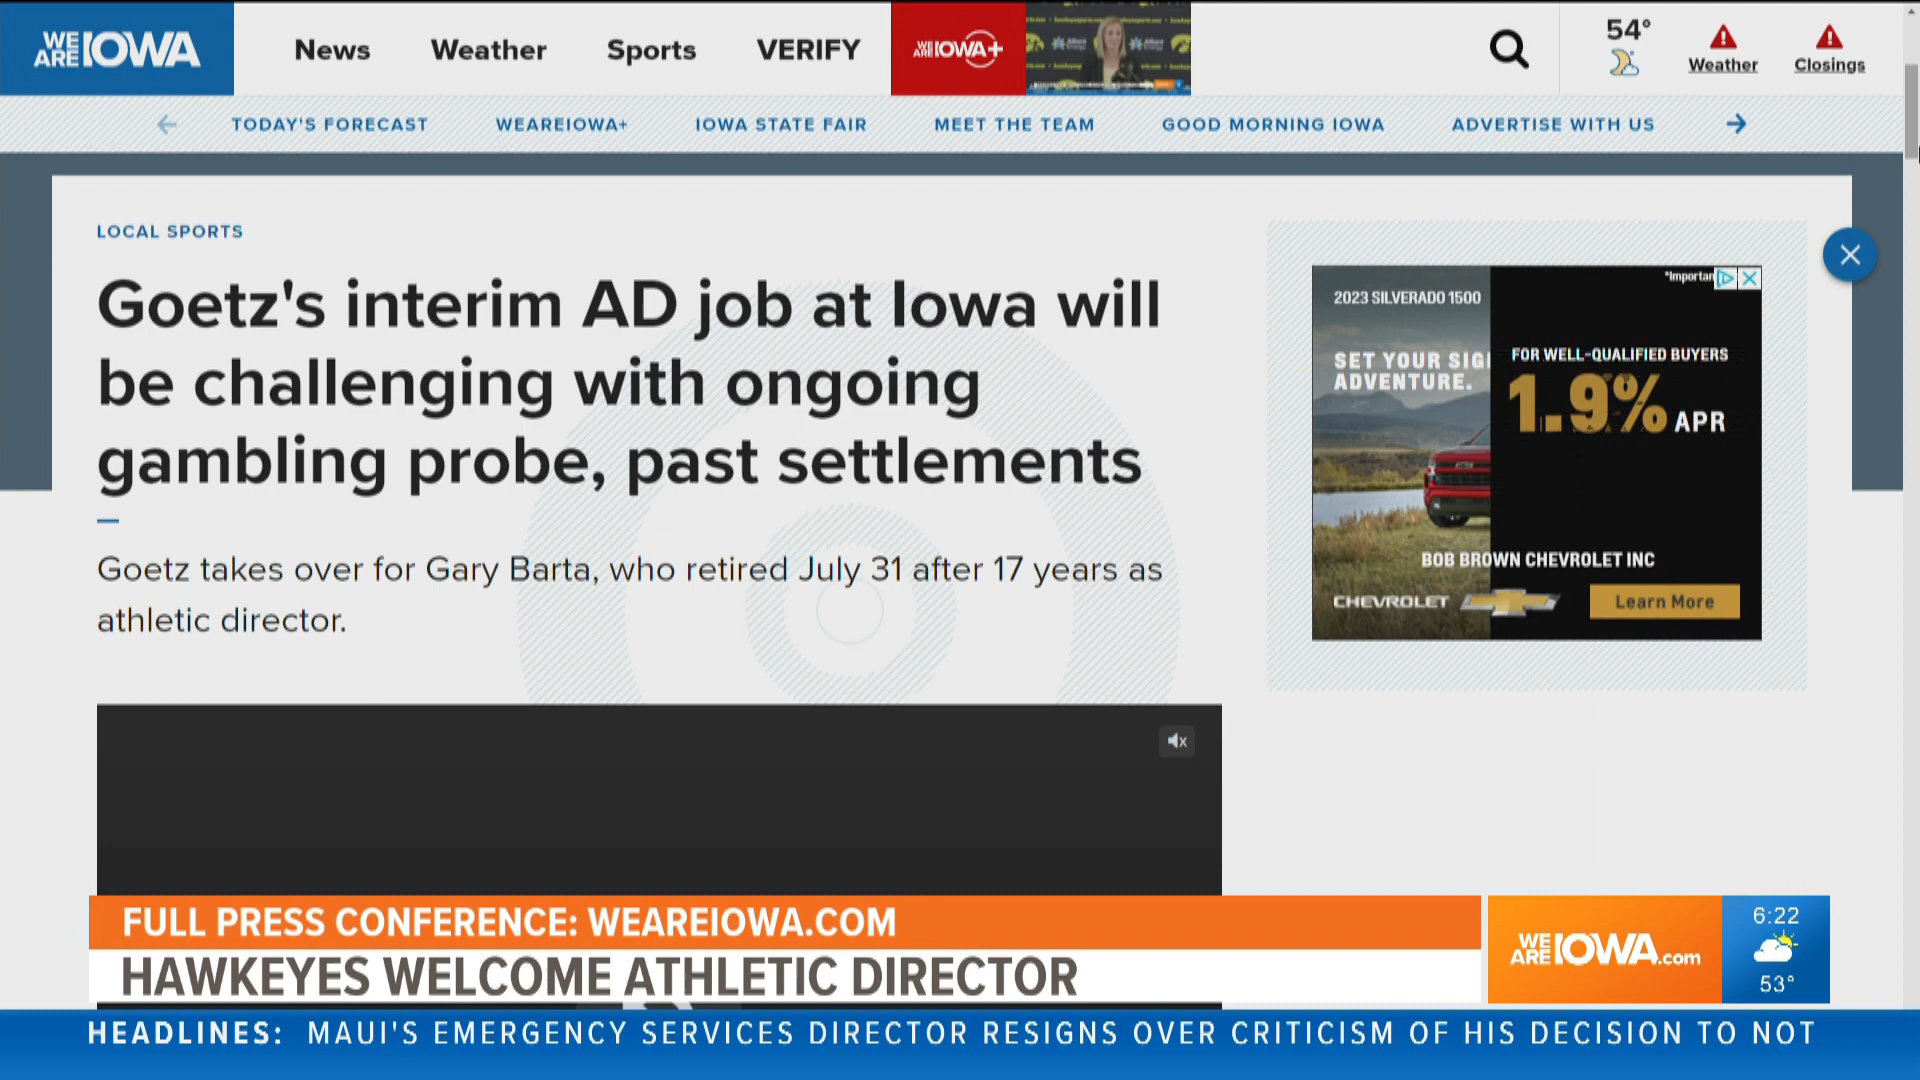 WE ARE IOWA
News Weather Sports VERIFY
WE ARE IOWA+
54°
Weather Closings
TODAY'S FORECAST WEAREIOWA+ IOWA STATE FAIR MEET THE TEAM GOOD MORNING IOWA ADVERTISE WITH US
LOCAL SPORTS
Goetz's interim AD job at Iowa will
be challenging with ongoing
gambling probe, past settlements
Goetz takes over for Gary Barta, who retired July 31 after 17 years as
athletic director.
*Importan
2023 SILVERADO 1500
SET YOUR SIG
ADVENTURE.
FOR WELL-QUALIFIED BUYERS
1.9% APR
BOB BROWN CHEVROLET INC
CHEVROLET
Learn More
FULL PRESS CONFERENCE: WEAREIOWA.COM
HAWKEYES WELCOME ATHLETIC DIRECTOR
WE ARE IOWA.com
6:22
53°
HEADLINES: MAUI'S EMERGENCY SERVICES DIRECTOR RESIGNS OVER CRITICISM OF HIS DECISION TO NOT